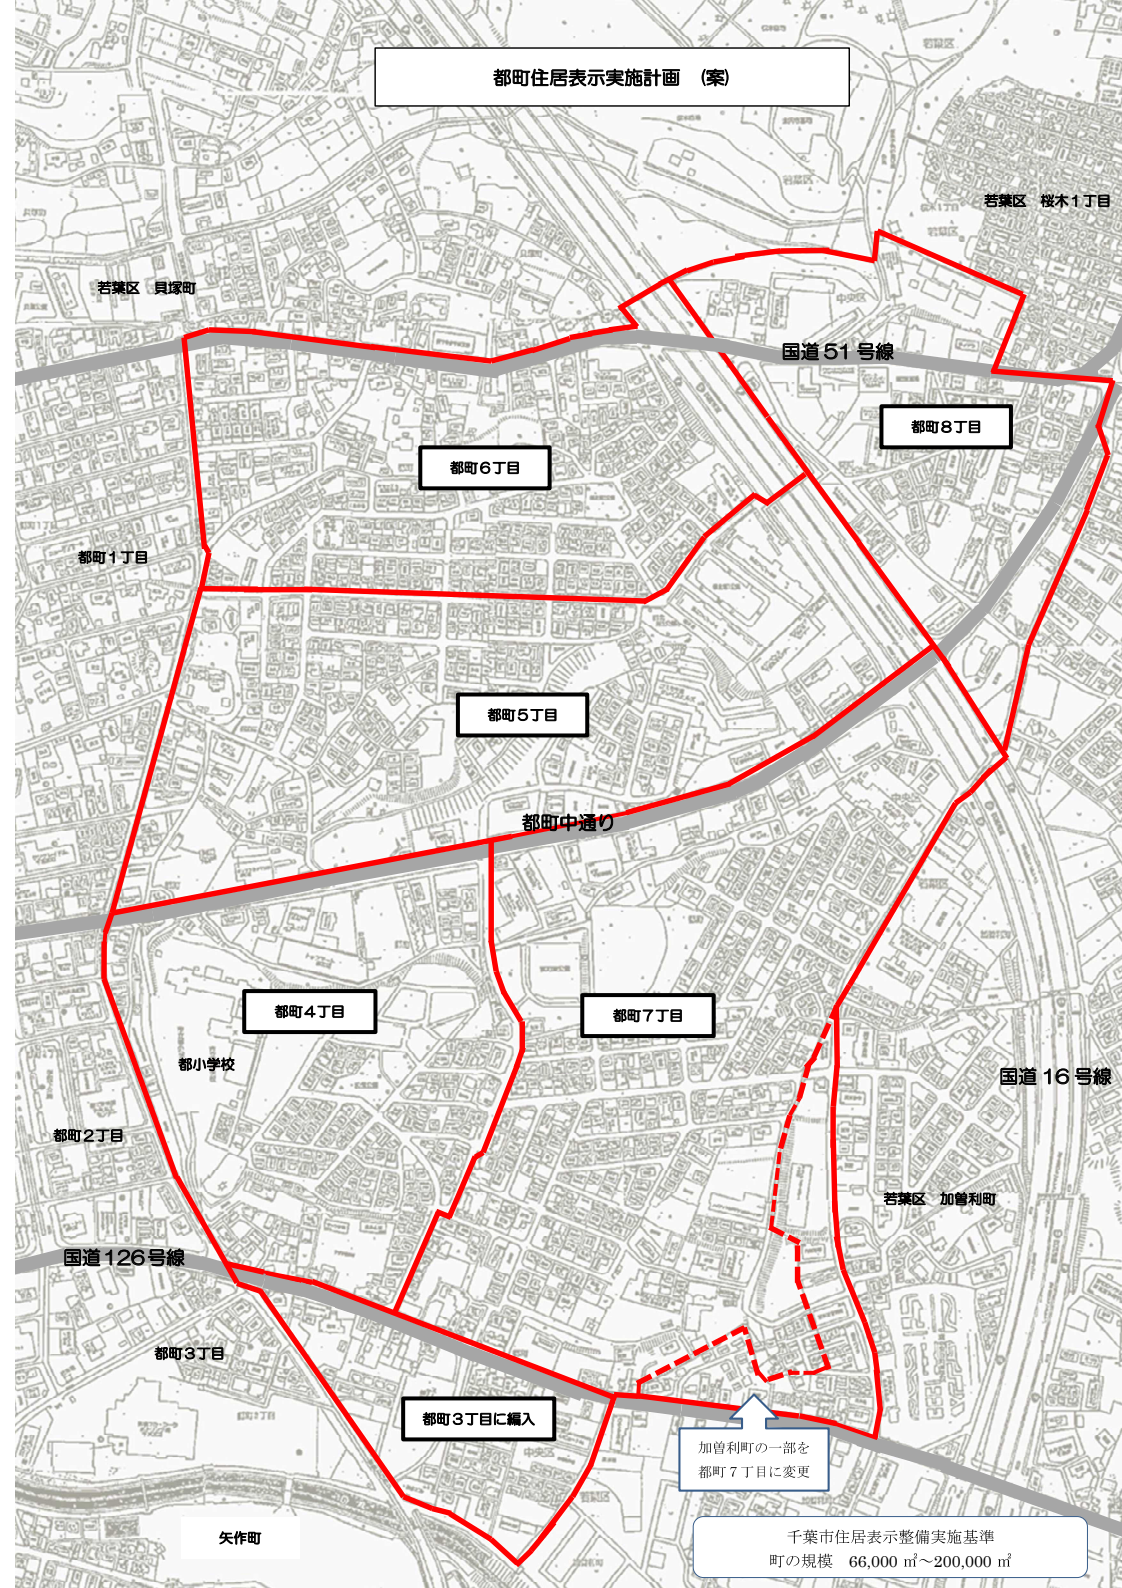 都町住居表示実施計画　(案)
若葉区　桜木１丁目
若葉区　貝塚町
国道51号線
都町８丁目
都町６丁目
都町１丁目
都町５丁目
都町中通り
都町４丁目
都町７丁目
都小学校
国道16号線
都町２丁目
若葉区　加曽利町
国道126号線
都町３丁目
都町３丁目に編入
中央区
加曽利町の一部を
都町７丁目に変更
矢作町
千葉市住居表示整備実施基準
町の規模　66,000 ㎡～200,000 ㎡